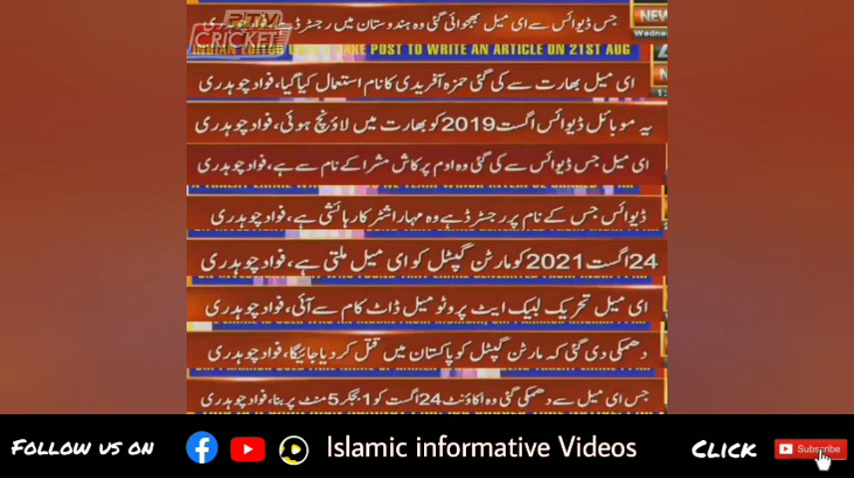 جس ڈیوائس سے ای میل بھجوائی گئی وہ ہندوستان میں رجسٹرڈ ہے، فواد چوہدری
NEW
PTV
CRICKET
Wedne
TAKE POST TO WRITE AN ARTICLE ON 21ST AUG
ای میل بھارت سے کی گئی حمزہ آفریدی کا نام استعمال کیا گیا، فواد چوہدری
یہ موبائل ڈیوائس اگست 2019 کو بھارت میں لاؤنچ ہوئی، فواد چوہدری
ای میل جس ڈیوائس سے کی گئی وہ اوم پرکاش مشرا کے نام سے ہے، فواد چوہدری
ڈیوائس جس کے نام پر رجسٹرڈ ہے وہ مہاراشٹر کا رہائشی ہے، فواد چوہدری
24 اگست 2021 کو مارٹن گپٹل کو ای میل ملتی ہے، فواد چوہدری
ای میل تحریک لبیک ایٹ پروٹو میل ڈاٹ کام سے آئی، فواد چوہدری
دھمکی دی گئی کہ مارٹن گپٹل کو پاکستان میں قتل کر دیا جائیگا، فواد چوہدری
جس ای میل سے دھمکی گئی وہ اکاؤنٹ 24 اگست کو 1 بجکر 5 منٹ پر بنا، فواد چوہدری
Follow us on Islamic informative Videos Click Subscribe